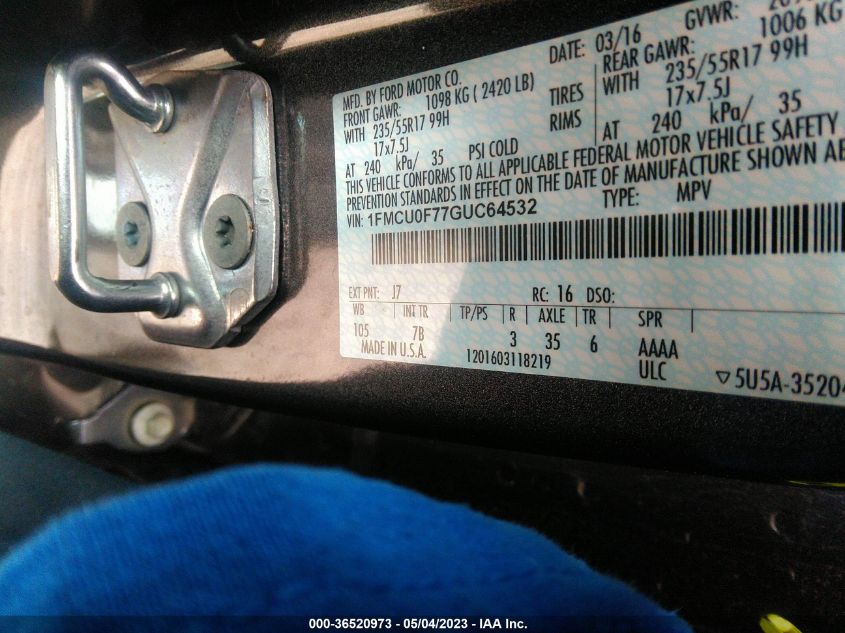 MFD. BY FORD MOTOR CO.
DATE: 03/16
GVWR:
FRONT GAWR: 1098 KG ( 2420 LB)
REAR GAWR: 1006 KG
WITH 235/55R17 99H
TIRES
WITH 235/55R17 99H
17x7.5J
RIMS
17x7.5J
AT 240 kPa/ 35 PSI COLD
AT 240 kPa/ 35
THIS VEHICLE CONFORMS TO ALL APPLICABLE FEDERAL MOTOR VEHICLE SAFETY
PREVENTION STANDARDS IN EFFECT ON THE DATE OF MANUFACTURE SHOWN
VIN: 1FMCU0F77GUC64532
TYPE: MPV
EXT PNT: J7
RC: 16 DSO:
WB INT TR TP/PS R AXLE TR SPR
105 7B 3 35 6 AAAA
MADE IN U.S.A. 1201603118219 ULC
▽5U5A-35204
000-36520973 - 05/04/2023 - IAA Inc.